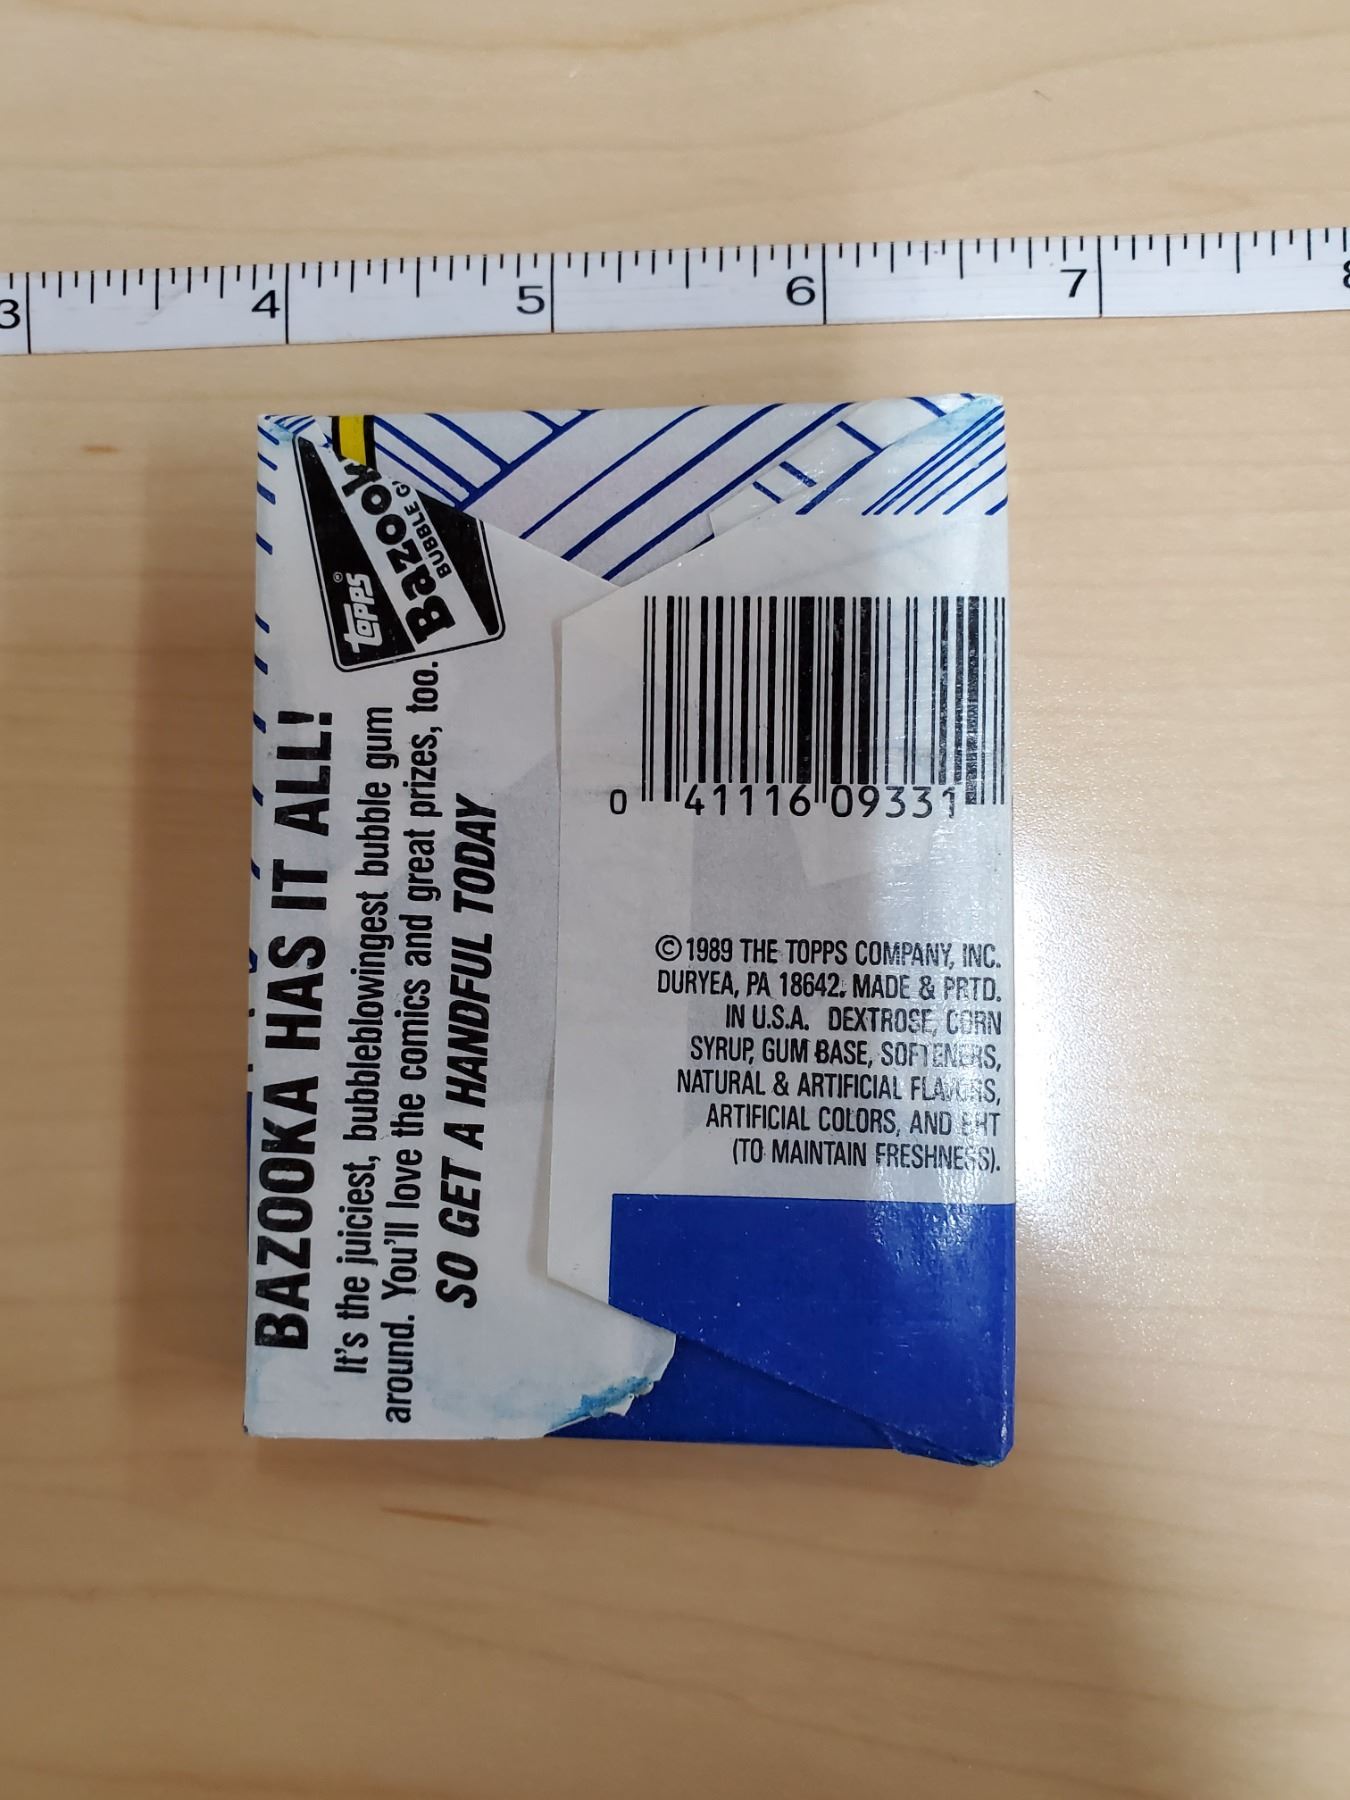 3 4 5 6 7 8
TOPPS®
Bazooka
BUBBLE G
BAZOOKA HAS IT ALL!
It's the juiciest, bubbleblowingest bubble gum
around. You'll love the comics and great prizes, too.
SO GET A HANDFUL TODAY
0 41116 09331
© 1989 THE TOPPS COMPANY, INC.
DURYEA, PA 18642. MADE & PRTD.
IN U.S.A. DEXTROSE, CORN
SYRUP, GUM BASE, SOFTENERS,
NATURAL & ARTIFICIAL FLAVORS,
ARTIFICIAL COLORS, AND BHT
(TO MAINTAIN FRESHNESS).